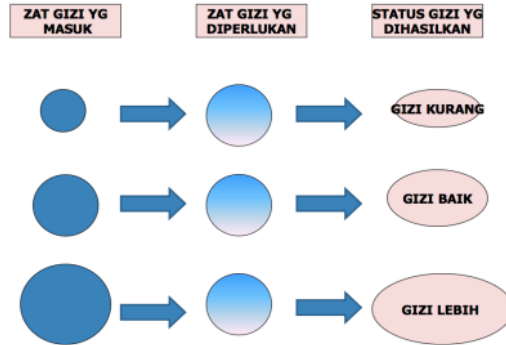 ZAT GIZI YG
MASUK
ZAT GIZI YG
DIPERLUKAN
STATUS GIZI YG
DIHASILKAN
GIZI KURANG
GIZI BAIK
GIZI LEBIH